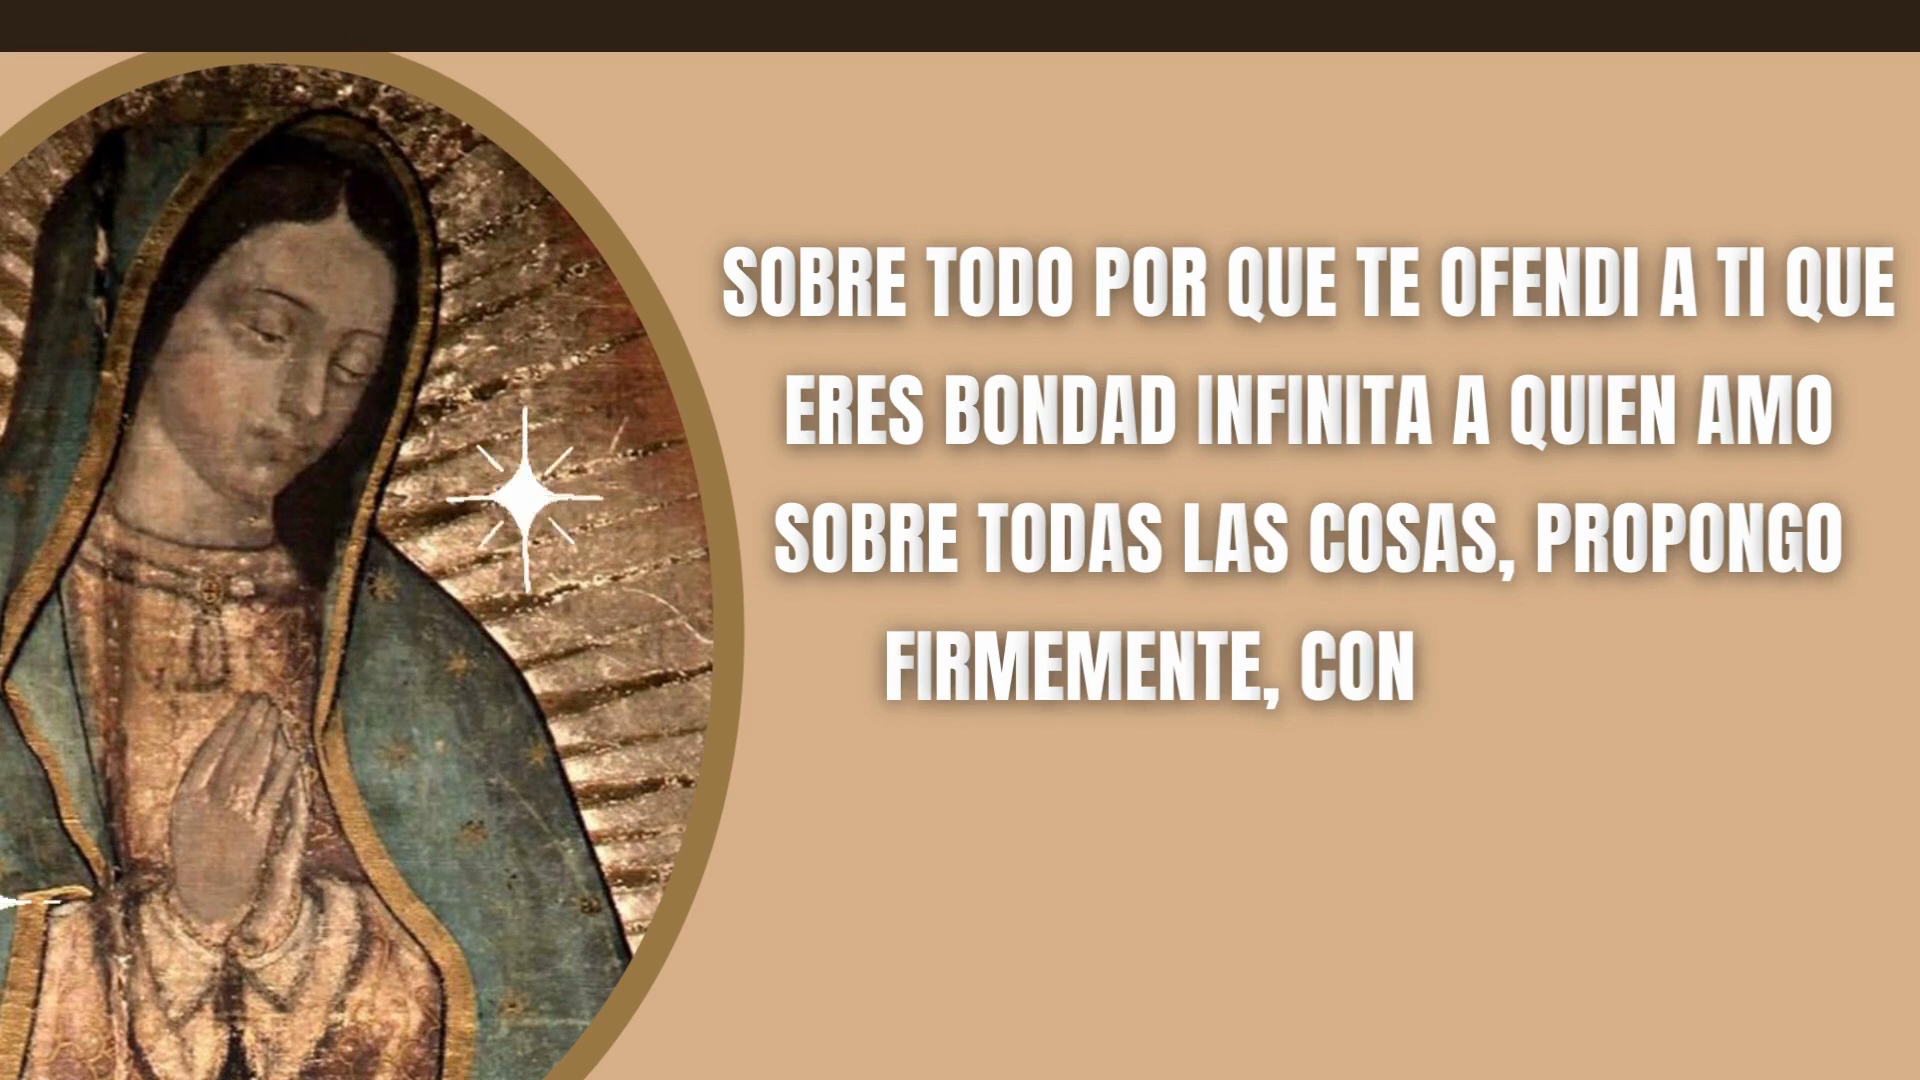 SOBRE TODO POR QUE TE OFENDI A TI QUE
ERES BONDAD INFINITA A QUIEN AMO
SOBRE TODAS LAS COSAS, PROPONGO
FIRMEMENTE, CON